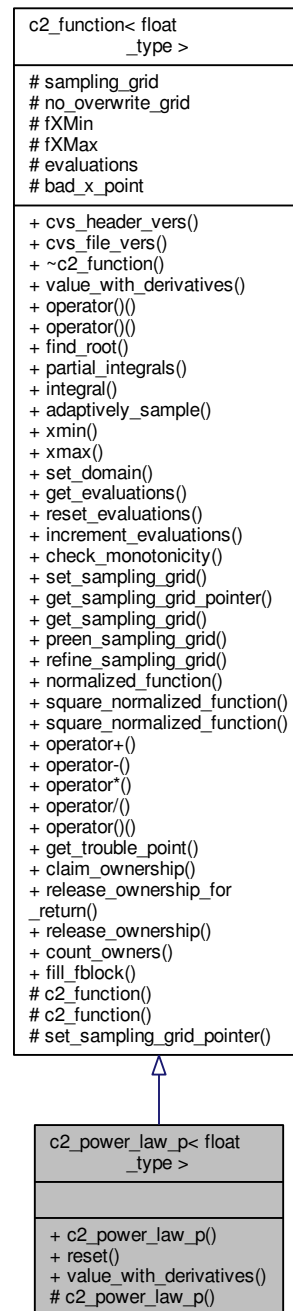 c2_function< float
_type >
# sampling_grid
# no_overwrite_grid
# fXMin
# fXMax
# evaluations
# bad_x_point
+ cvs_header_vers()
+ cvs_file_vers()
+ ~c2_function()
+ value_with_derivatives()
+ operator()()
+ operator()()
+ find_root()
+ partial_integrals()
+ integral()
+ adaptively_sample()
+ xmin()
+ xmax()
+ set_domain()
+ get_evaluations()
+ reset_evaluations()
+ increment_evaluations()
+ check_monotonicity()
+ set_sampling_grid()
+ get_sampling_grid_pointer()
+ get_sampling_grid()
+ preen_sampling_grid()
+ refine_sampling_grid()
+ normalized_function()
+ square_normalized_function()
+ square_normalized_function()
+ operator+()
+ operator-()
+ operator*()
+ operator/()
+ operator()()
+ get_trouble_point()
+ claim_ownership()
+ release_ownership_for
_return()
+ release_ownership()
+ count_owners()
+ fill_fblock()
# c2_function()
# c2_function()
# set_sampling_grid_pointer()
c2_power_law_p< float
_type >
+ c2_power_law_p()
+ reset()
+ value_with_derivatives()
# c2_power_law_p()